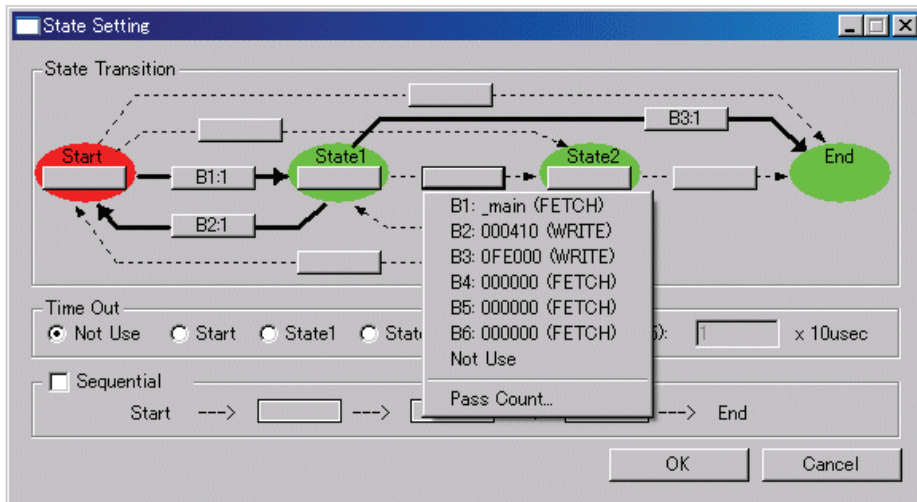 State Setting
State Transition
B3:1
Start
State1
State2
End
B1:1
B2:1
B1: _main (FETCH)
B2: 000410 (WRITE)
B3: 0FE000 (WRITE)
B4: 000000 (FETCH)
B5: 000000 (FETCH)
B6: 000000 (FETCH)
Not Use
Pass Count...
Time Out
Not Use Start State1 State 1 x 10usec
Sequential
Start ---> ---> ---> End
OK Cancel